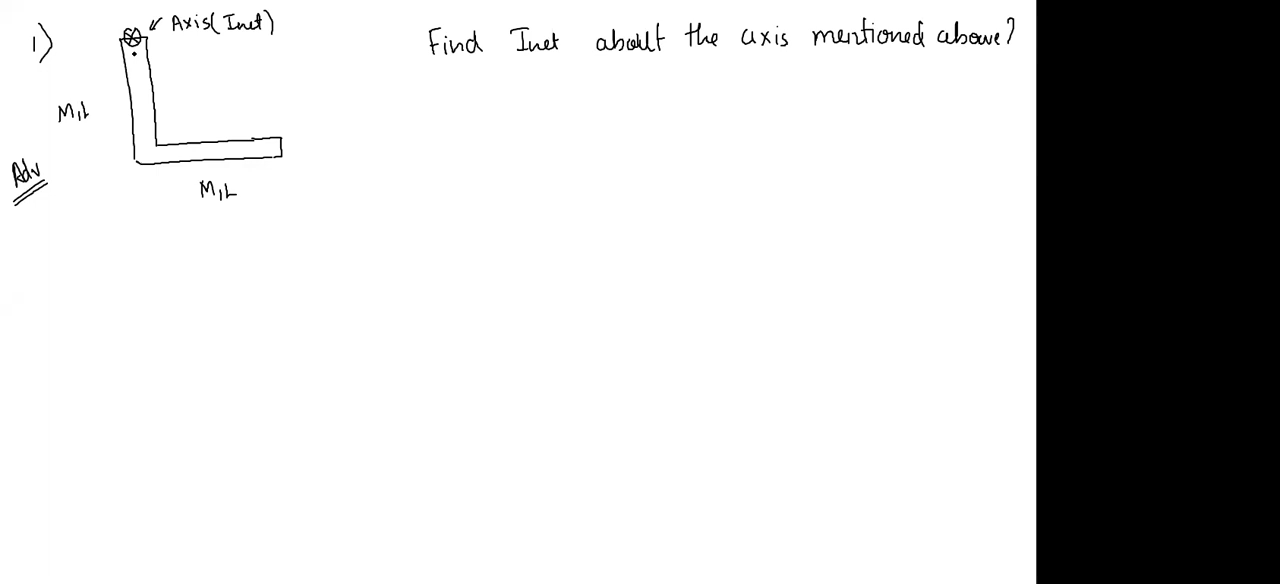 1)
Axis(Inet)
Find Inet about the axis mentioned above?
M,L
Adv
M,L